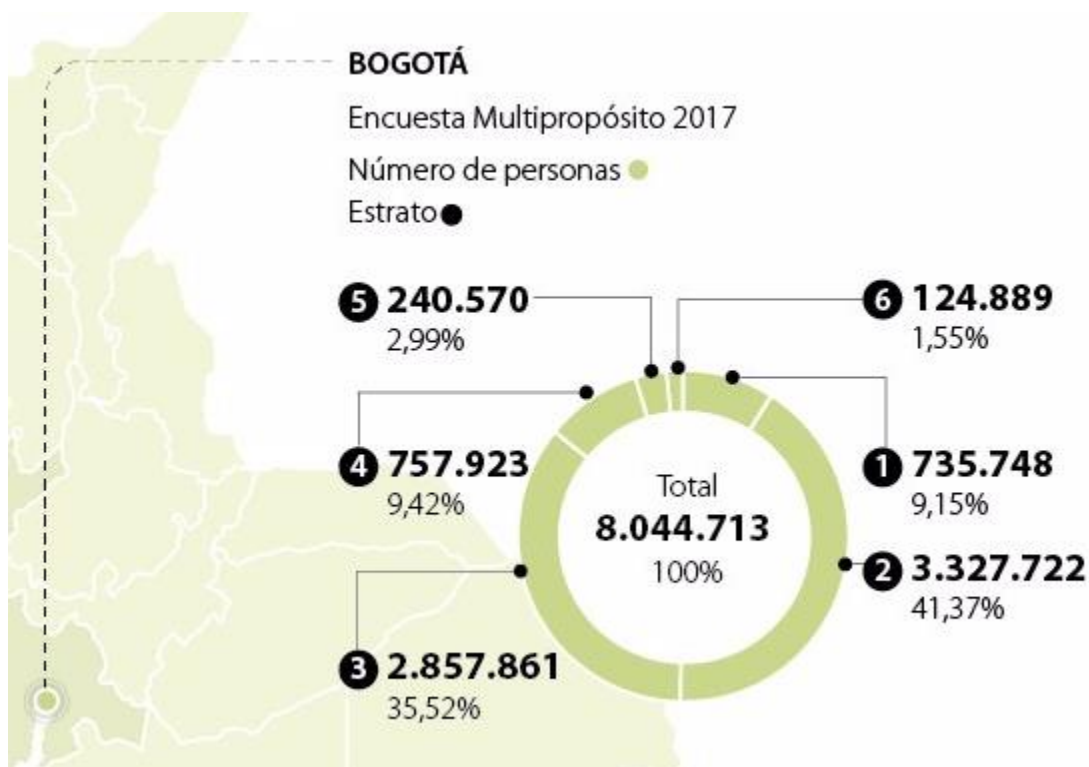 BOGOTÁ
Encuesta Multipropósito 2017
Número de personas
Estrato
5 240.570
2,99%
6 124.889
1,55%
4 757.923
9,42%
Total
8.044.713
100%
1 735.748
9,15%
2 3.327.722
41,37%
3 2.857.861
35,52%